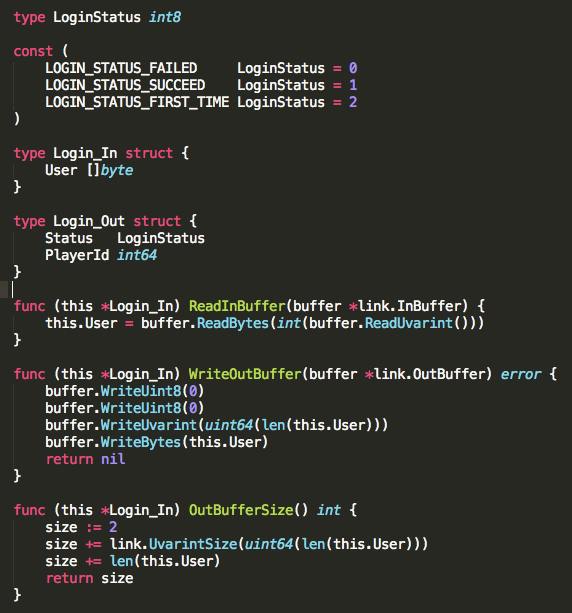 type LoginStatus int8
const (
    LOGIN_STATUS_FAILED     LoginStatus = 0
    LOGIN_STATUS_SUCCEED    LoginStatus = 1
    LOGIN_STATUS_FIRST_TIME LoginStatus = 2
)
type Login_In struct {
    User []byte
}
type Login_Out struct {
    Status   LoginStatus
    PlayerId int64
}
func (this *Login_In) ReadInBuffer(buffer *link.InBuffer) {
    this.User = buffer.ReadBytes(int(buffer.ReadUvarint()))
}
func (this *Login_In) WriteOutBuffer(buffer *link.OutBuffer) error {
    buffer.WriteUint8(0)
    buffer.WriteUint8(0)
    buffer.WriteUvarint(uint64(len(this.User)))
    buffer.WriteBytes(this.User)
    return nil
}
func (this *Login_In) OutBufferSize() int {
    size := 2
    size += link.UvarintSize(uint64(len(this.User)))
    size += len(this.User)
    return size
}